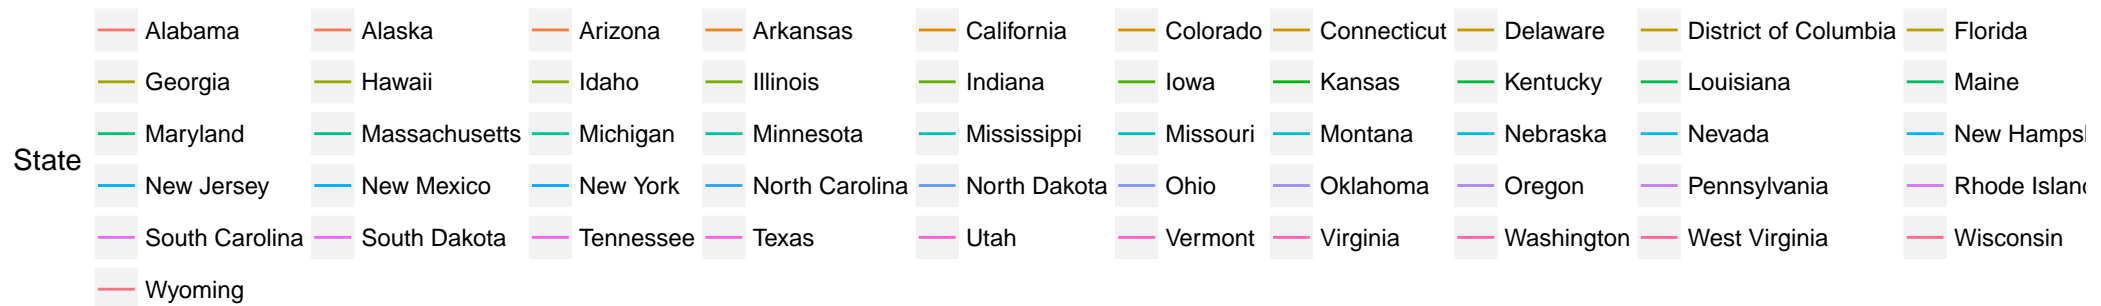 Alabama Alaska Arizona Arkansas California Colorado Connecticut Delaware District of Columbia Florida
Georgia Hawaii Idaho Illinois Indiana Iowa Kansas Kentucky Louisiana Maine
Maryland Massachusetts Michigan Minnesota Mississippi Missouri Montana Nebraska Nevada New
State
New Jersey New Mexico New York North Carolina North Dakota Ohio Oklahoma Oregon Pennsylvania Rhode
South Carolina South Dakota Tennessee Texas Utah Vermont Virginia Washington West Virginia Wisconsin
Wyoming